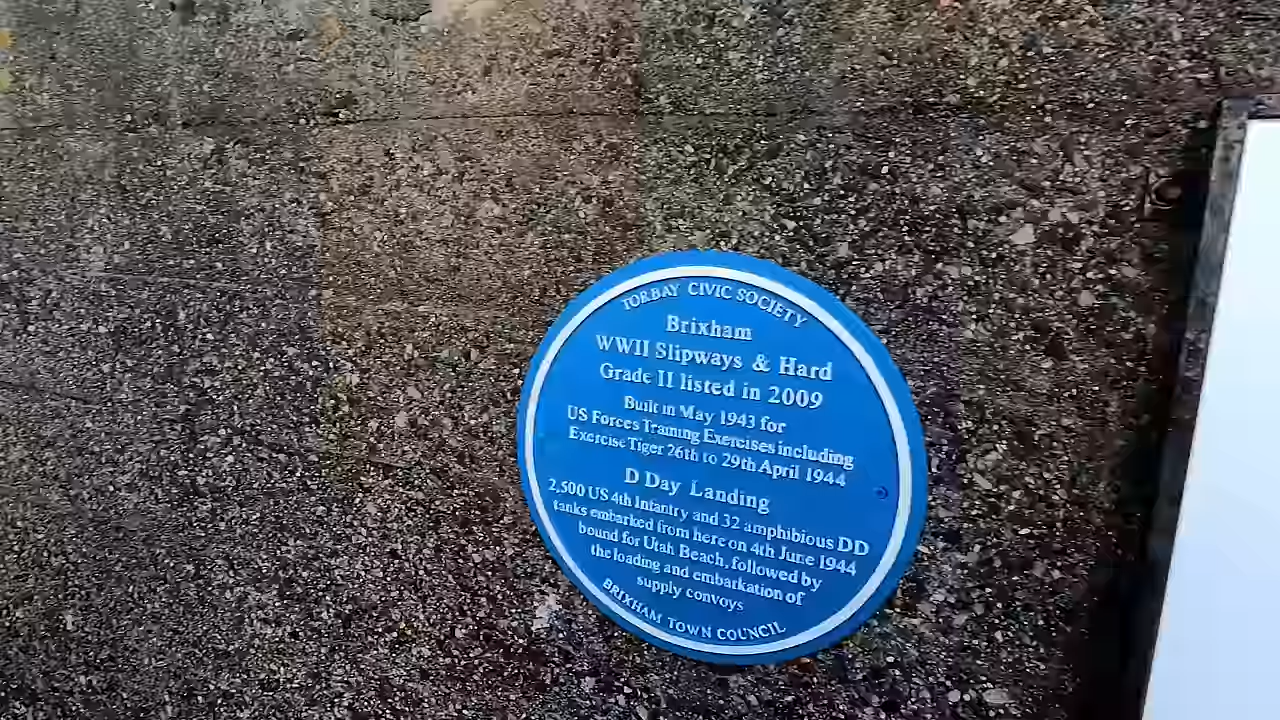 TORBAY CIVIC SOCIETY
Brixham
WWII Slipways & Hard
Grade II listed in 2009
Built in May 1943 for
US Forces Training Exercises including
Exercise Tiger 26th to 29th April 1944
D Day Landing
2,500 US 4th Infantry and 32 amphibious DD
tanks embarked from here on 4th June 1944
bound for Utah Beach, followed by
the loading and embarkation of
supply convoys
BRIXHAM TOWN COUNCIL